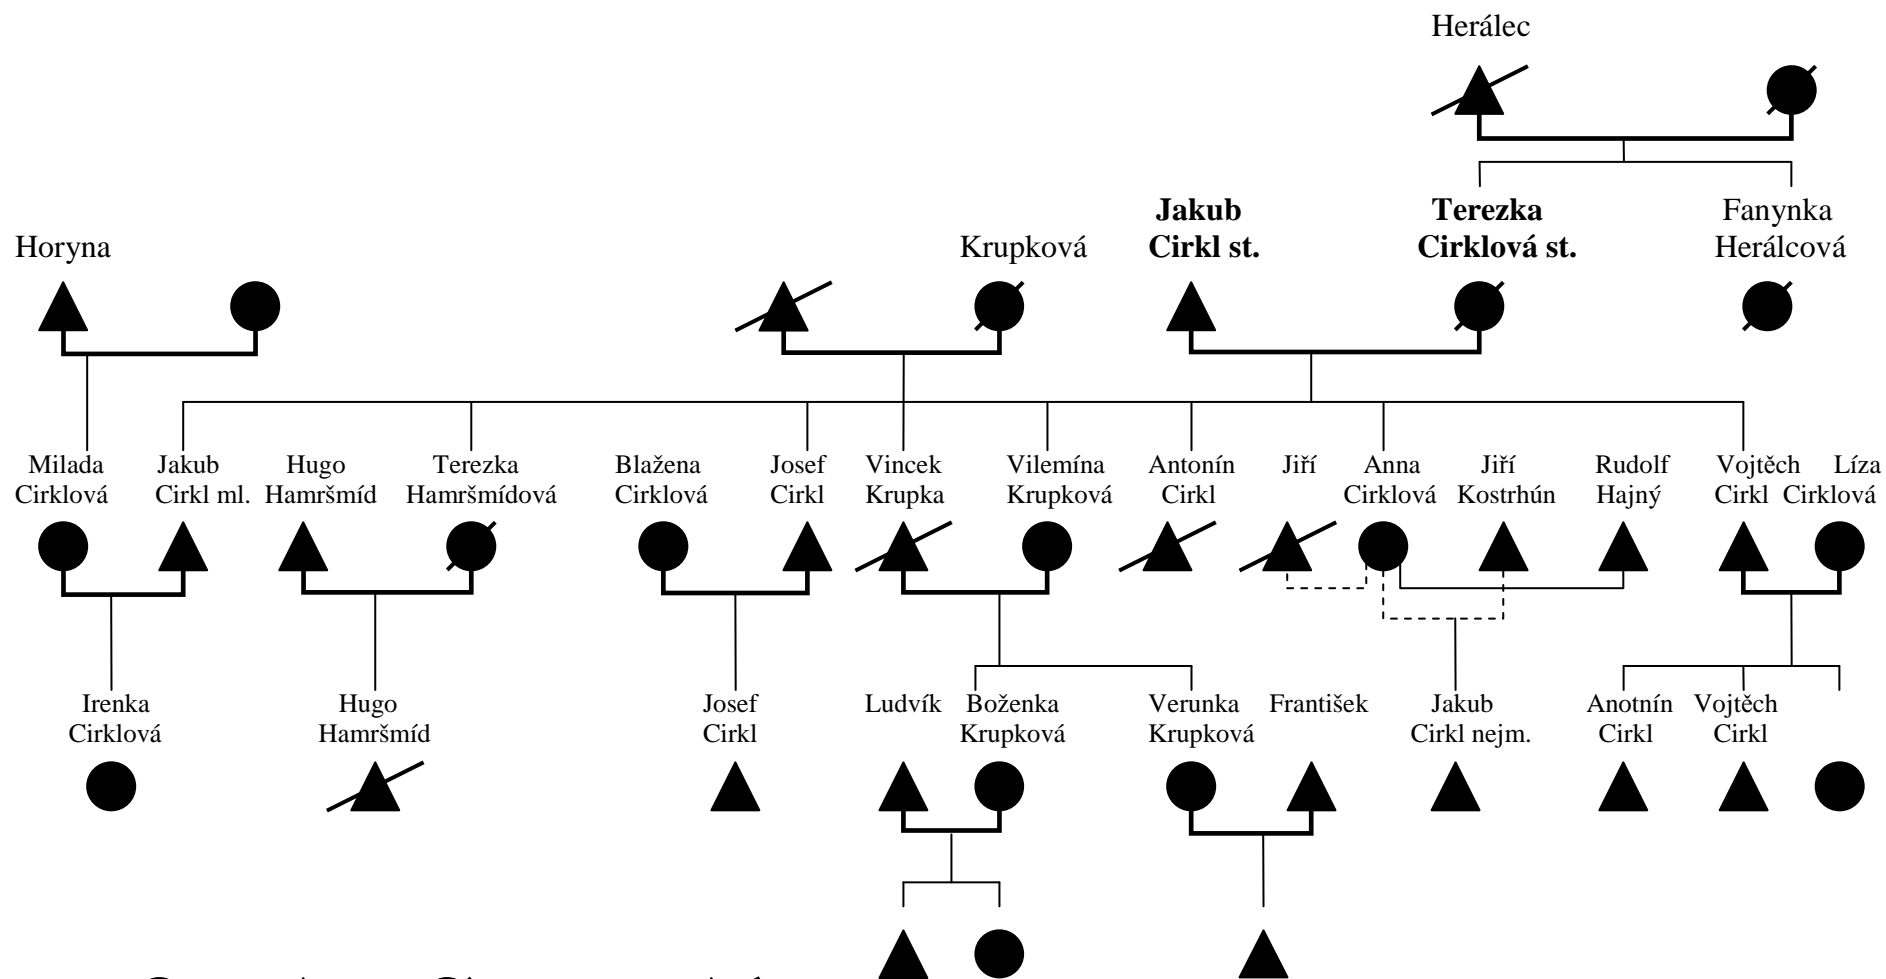 Herálec
Jakub
Cirkl st.
Terezka
Cirklová st.
Fanynka
Herálcová
Horyna
Krupková
Milada
Cirklová
Jakub
Cirkl ml.
Hugo
Hamršmíd
Terezka
Hamršmídová
Blažena
Cirklová
Josef
Cirkl
Vincek
Krupka
Vilemína
Krupková
Antonín
Cirkl
Jiří
Anna
Cirklová
Jiří
Kostrhún
Rudolf
Hajný
Vojtěch
Cirkl
Líza
Cirklová
Irenka
Cirklová
Hugo
Hamršmíd
Josef
Cirkl
Ludvík
Boženka
Krupková
Verunka
Krupková
František
Jakub
Cirkl nejm.
Anotnín
Cirkl
Vojtěch
Cirkl